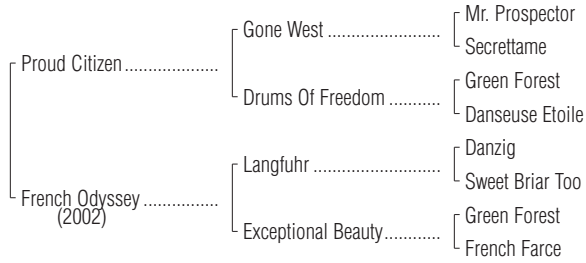 Mr. Prospector
Gone West ......................
Secrettame
Proud Citizen ...................
Green Forest
Drums Of Freedom ..........
Danseuse Etoile
Danzig
Langfuhr .........................
Sweet Briar Too
French Odyssey ...............
(2002)
Green Forest
Exceptional Beauty ...........
French Farce